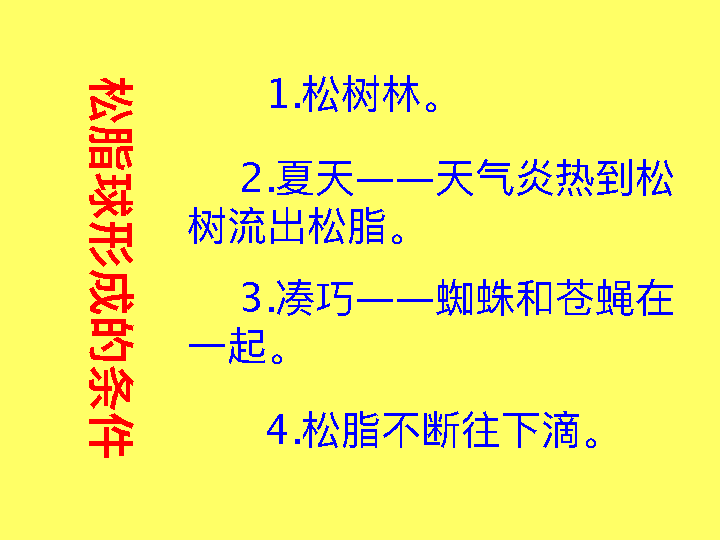 松脂球形成的条件
1.松树林。
2.夏天——天气炎热到松
树流出松脂。
3.凑巧——蜘蛛和苍蝇在
一起。
4.松脂不断往下滴。